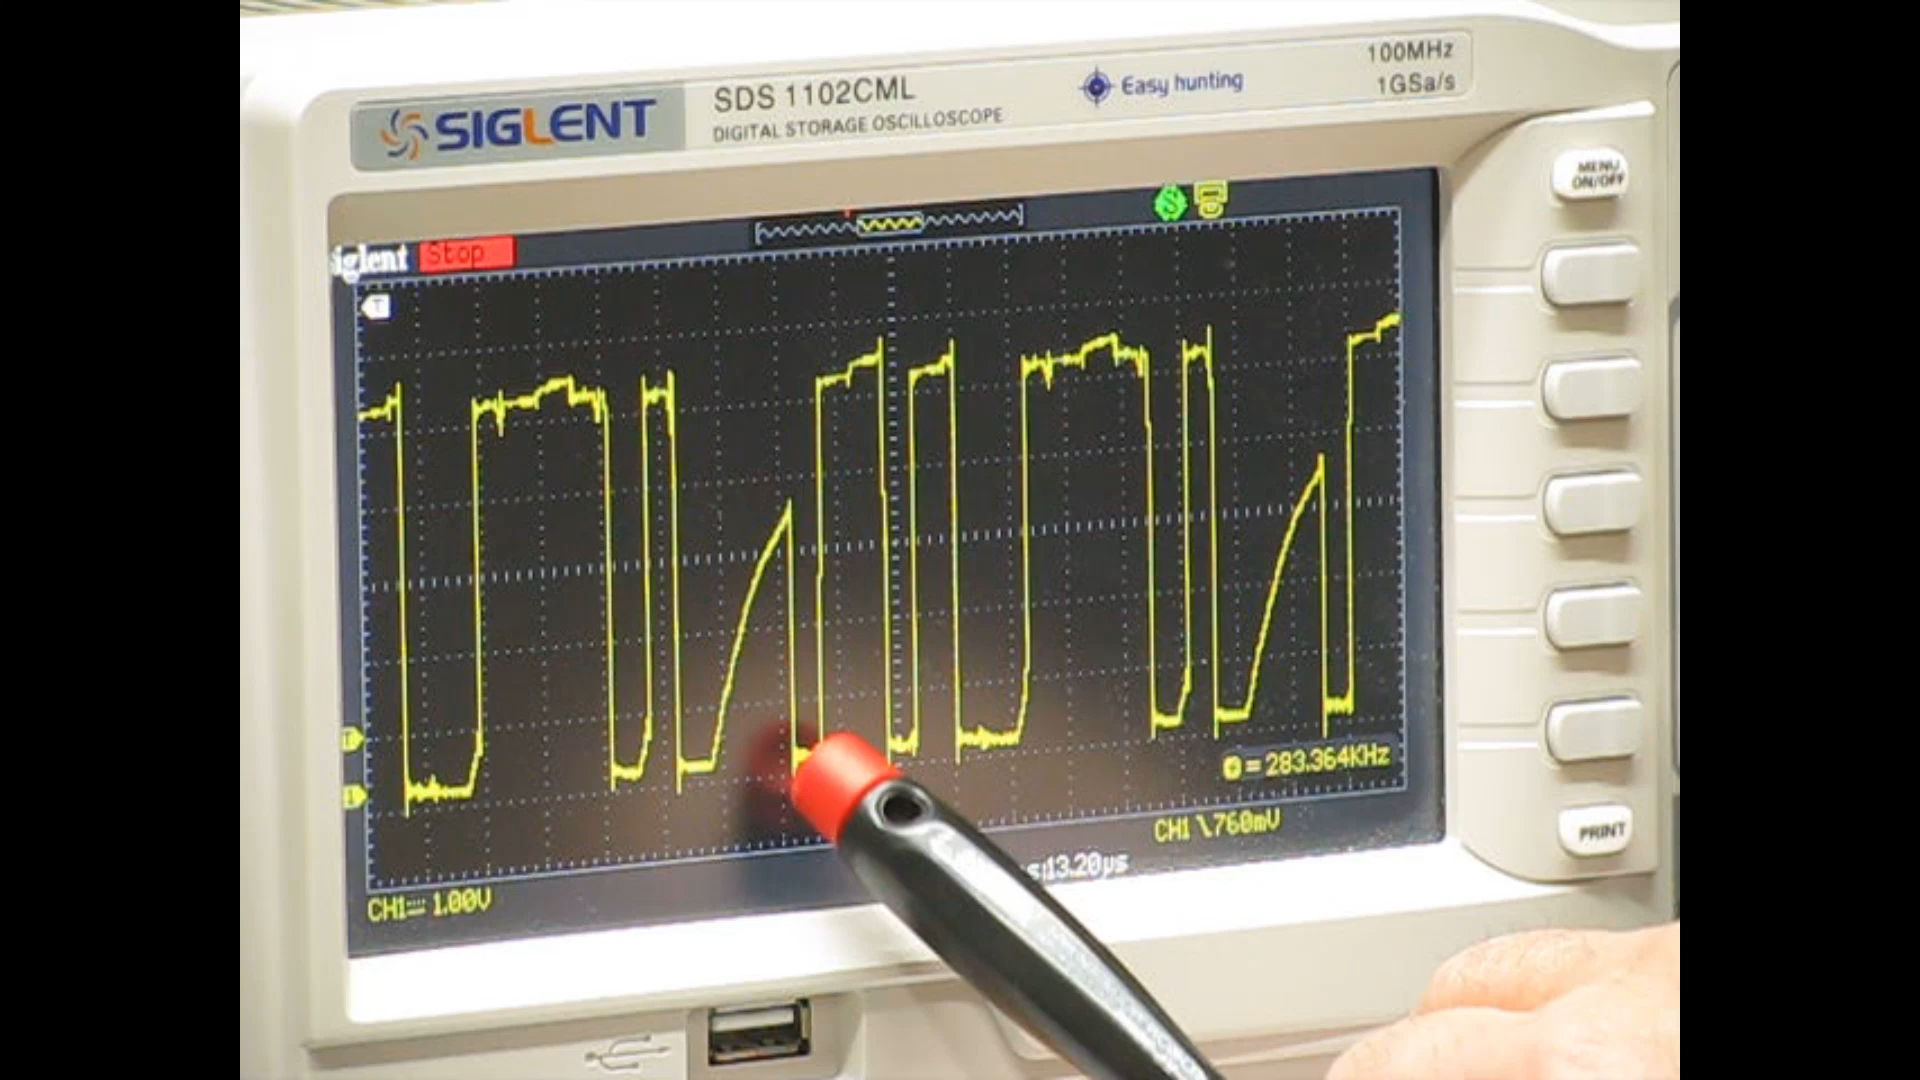 SIGLENT
SDS 1102CML
DIGITAL STORAGE OSCILLOSCOPE
Easy hunting
100MHz
1GSa/s
MENU
ON/OFF
siglent Stop
T
S
= 283.364KHz
CH1 760mV
13.20µs
CH1 1.00V
PRINT